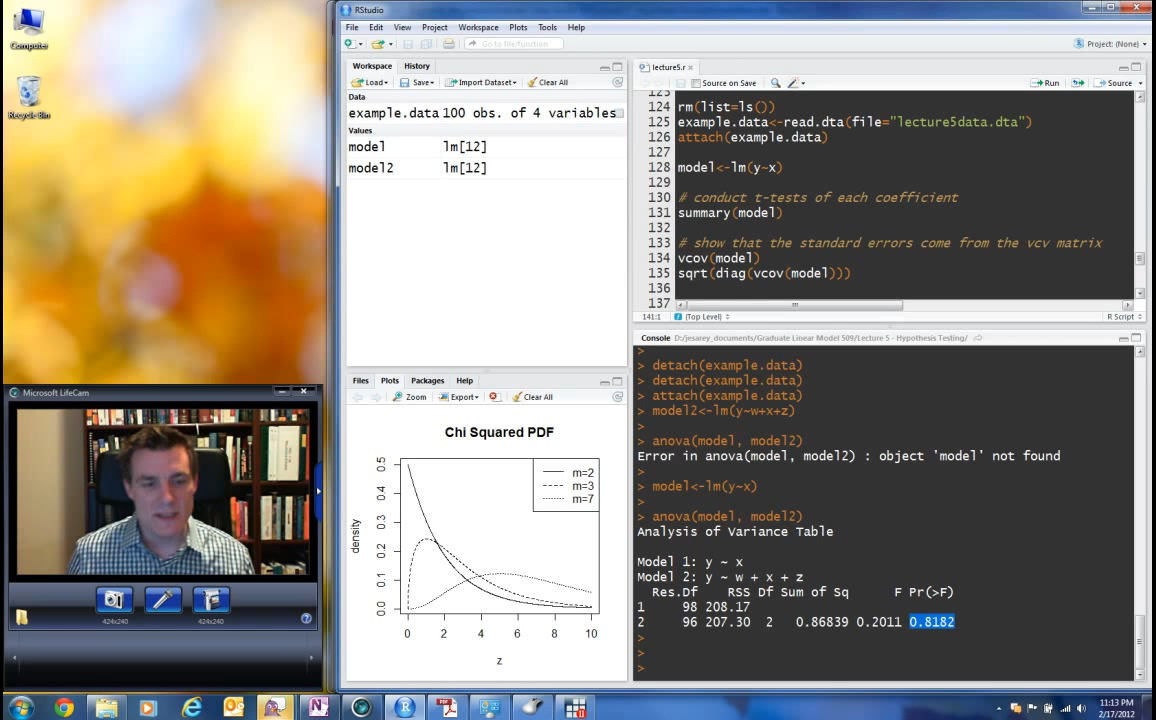 Computer
Recycle Bin
RStudio
File Edit View Project Workspace Plots Tools Help
Go to file/function
Project: (None)
Workspace History
Load Save Import Dataset Clear All
Data
example.data 100 obs. of 4 variables
Values
model lm[12]
model2 lm[12]
lecture5.r
Source on Save Run Source
123
124 rm(list=ls())
125 example.data<-read.dta(file="lecture5data.dta")
126 attach(example.data)
127
128 model<-lm(y~x)
129
130 # conduct t-tests of each coefficient
131 summary(model)
132
133 # show that the standard errors come from the vcv matrix
134 vcov(model)
135 sqrt(diag(vcov(model)))
136
137
141:1 (Top Level) R Script
Console D:/jesarey_documents/Graduate Linear Model 509/Lecture 5 - Hypothesis Testing/
>
> detach(example.data)
> detach(example.data)
> attach(example.data)
> model2<-lm(y~w+x+z)
>
> anova(model, model2)
Error in anova(model, model2) : object 'model' not found
>
> model<-lm(y~x)
>
> anova(model, model2)
Analysis of Variance Table
Model 1: y ~ x
Model 2: y ~ w + x + z
Res.Df RSS Df Sum of Sq F Pr(>F)
1 98 208.17
2 96 207.30 2 0.86839 0.2011 0.8182
>
>
>
Files Plots Packages Help
Zoom Export Clear All
Chi Squared PDF
m=2
m=3
m=7
density
0.5
0.4
0.3
0.2
0.1
0.0
0 2 4 6 8 10
z
Microsoft LifeCam
424x240 424x240
11:13 PM
2/17/2012